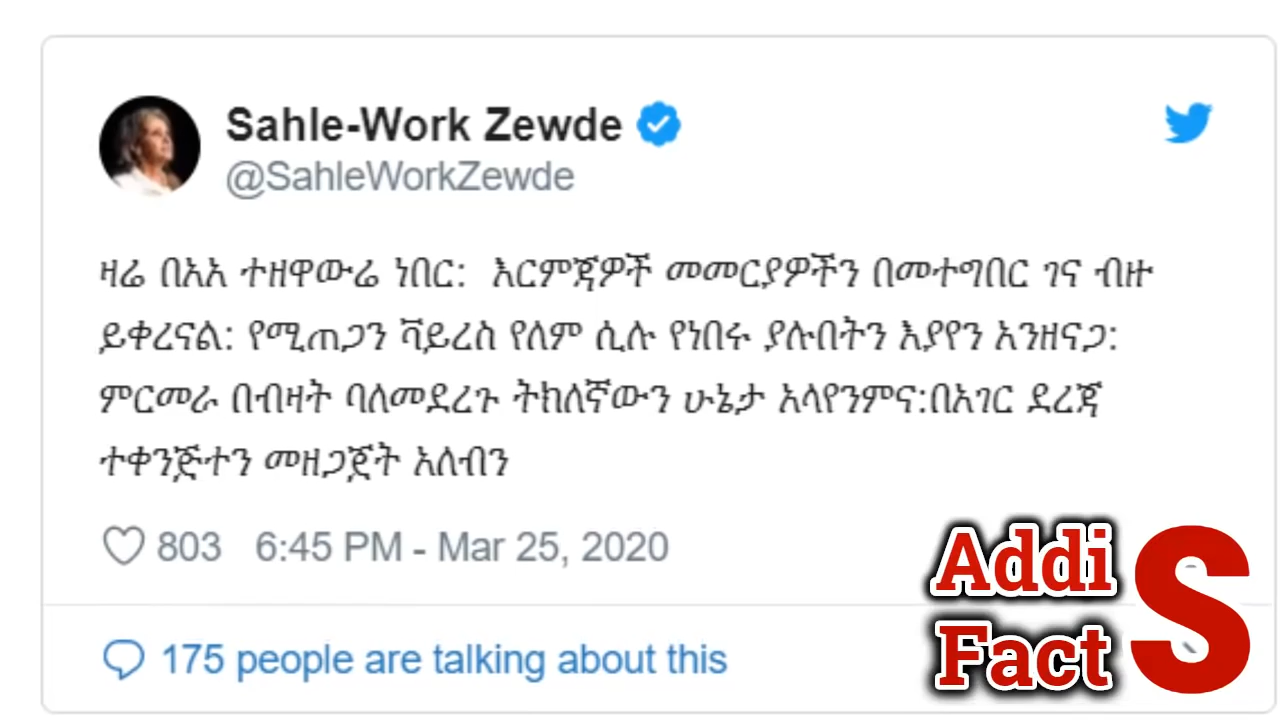 Sahle-Work Zewde
@SahleWorkZewde
ዛሬ በአአ ተዘዋውሬ ነበር: እርምጃዎች መመርያዎችን በመተግበር ገና ብዙ
ይቀረናል: የሚጠጋን ቫይረስ የለም ሲሉ የነበሩ ያሉበትን እያየን አንዘናጋ:
ምርመራ በብዛት ባለመደረጉ ትክለኛውን ሁኔታ አላየንምና:በአገር ደረጃ
ተቀንጅተን መዘጋጀት አለብን
803 6:45 PM - Mar 25, 2020
175 people are talking about this
Addi
Fact
S